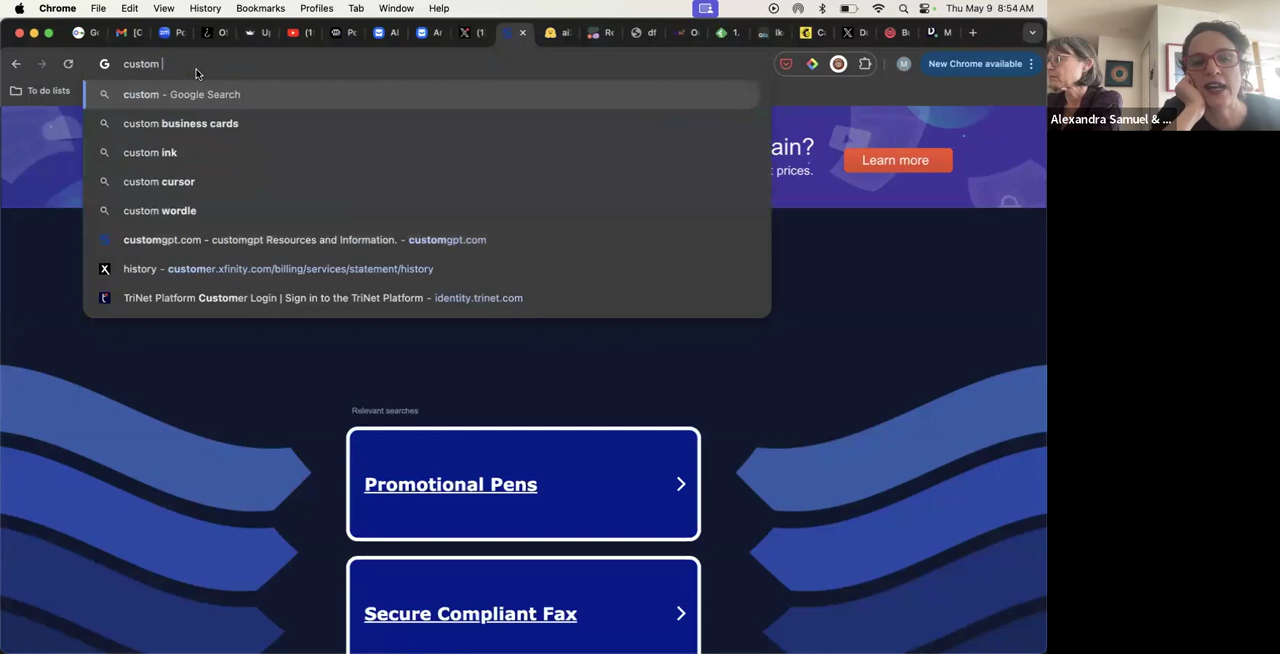 Chrome File Edit View History Bookmarks Profiles Tab Window Help Thu May 9 8:54 AM
custom
New Chrome available
To do lists
custom - Google Search
custom business cards
custom ink
custom cursor
custom wordle
customgpt.com - customgpt Resources and Information. - customgpt.com
history - customer.xfinity.com/billing/services/statement/history
TriNet Platform Customer Login | Sign in to the TriNet Platform - identity.trinet.com
ain?
prices.
Learn more
Alexandra Samuel & ...
Relevant searches
Promotional Pens
Secure Compliant Fax